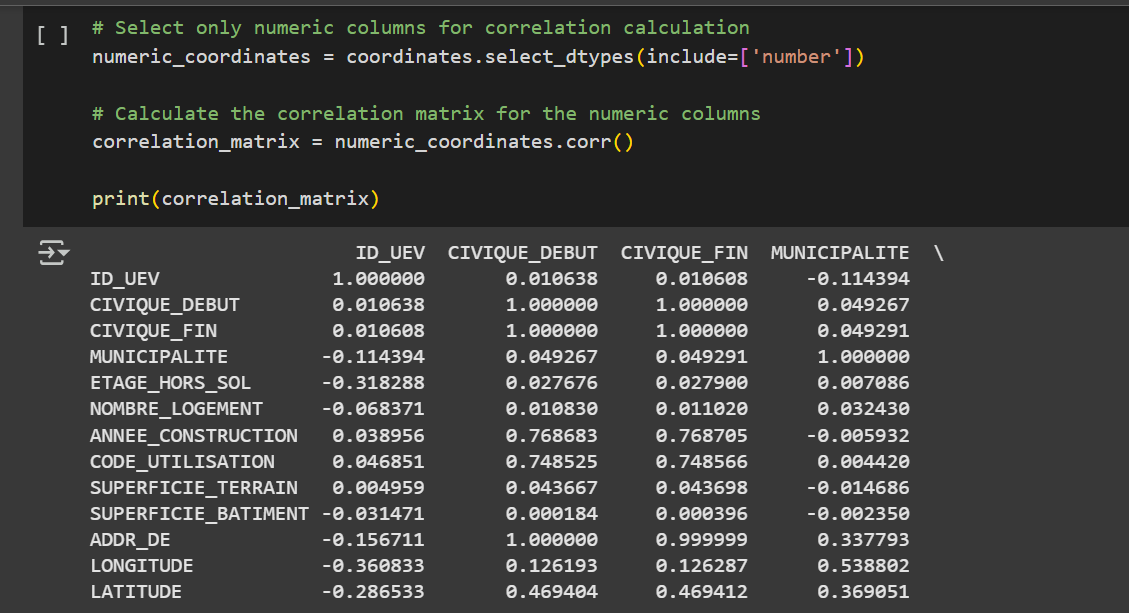 [ ]
# Select only numeric columns for correlation calculation
numeric_coordinates = coordinates.select_dtypes(include=['number'])
# Calculate the correlation matrix for the numeric columns
correlation_matrix = numeric_coordinates.corr()
print(correlation_matrix)
ID_UEV CIVIQUE_DEBUT CIVIQUE_FIN MUNICIPALITE \
ID_UEV 1.000000 0.010638 0.010608 -0.114394
CIVIQUE_DEBUT 0.010638 1.000000 1.000000 0.049267
CIVIQUE_FIN 0.010608 1.000000 1.000000 0.049291
MUNICIPALITE -0.114394 0.049267 0.049291 1.000000
ETAGE_HORS_SOL -0.318288 0.027676 0.027900 0.007086
NOMBRE_LOGEMENT -0.068371 0.010830 0.011020 0.032430
ANNEE_CONSTRUCTION 0.038956 0.768683 0.768705 -0.005932
CODE_UTILISATION 0.046851 0.748525 0.748566 0.004420
SUPERFICIE_TERRAIN 0.004959 0.043667 0.043698 -0.014686
SUPERFICIE_BATIMENT -0.031471 0.000184 0.000396 -0.002350
ADDR_DE -0.156711 1.000000 0.999999 0.337793
LONGITUDE -0.360833 0.126193 0.126287 0.538802
LATITUDE -0.286533 0.469404 0.469412 0.369051